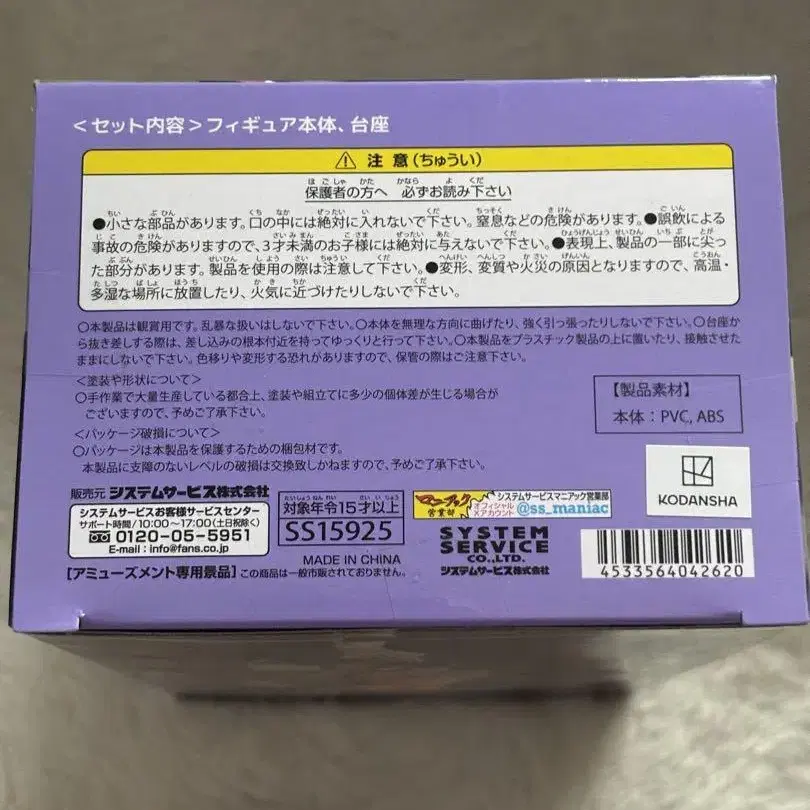 <セット内容>フィギュア本体、台座
⚠ 注意(ちゅうい)
保護者の方へ 必ずお読み下さい
●小さな部品があります。口の中には絶対に入れないで下さい。窒息などの危険があります。●誤飲による
事故の危険がありますので、3才未満のお子様には絶対に与えないで下さい。●表現上、製品の一部に尖っ
た部分があります。製品を使用の際は注意して下さい。●変形、変質や火災の原因となりますので、高温・
多湿な場所に放置したり、火気に近づけたりしないで下さい。
○本製品は観賞用です。乱暴な扱いはしないで下さい。○本体を無理な方向に曲げたり、強く引っ張ったりしないで下さい。○台座か
ら抜き差しする際は、差し込みの根本付近を持ってゆっくりと行って下さい。○本製品をプラスチック製品の上に置いたり、接触させた
ままにしないで下さい。色移りや変形する恐れがありますので、保管の際はご注意下さい。
<塗装や形状について>
○手作業で大量生産している都合上、塗装や組立てに多少の個体差が生じる場合が
ございますので、予めご了承下さい。
<パッケージ破損について>
○パッケージは本製品を保護するための梱包材です。
本製品に支障のないレベルの破損は交換致しかねますので、予めご了承下さい。
【製品素材】
本体:PVC, ABS
KODANSHA
販売元 システムサービス株式会社
システムサービスお客様サービスセンター
サポート時間/10:00〜17:00(土日祝除く)
0120-05-5951
E-mail : info@fans.co.jp
対象年令15才以上
SS15925
MADE IN CHINA
マニアック
営業部
システムサービスマニアック営業部
オフィシャル
Xアカウント
@ss_maniac
SYSTEM
SERVICE
CO.,LTD.
システムサービス株式会社
4533564042620
【アミューズメント専用景品】この商品は一般市販されておりません。